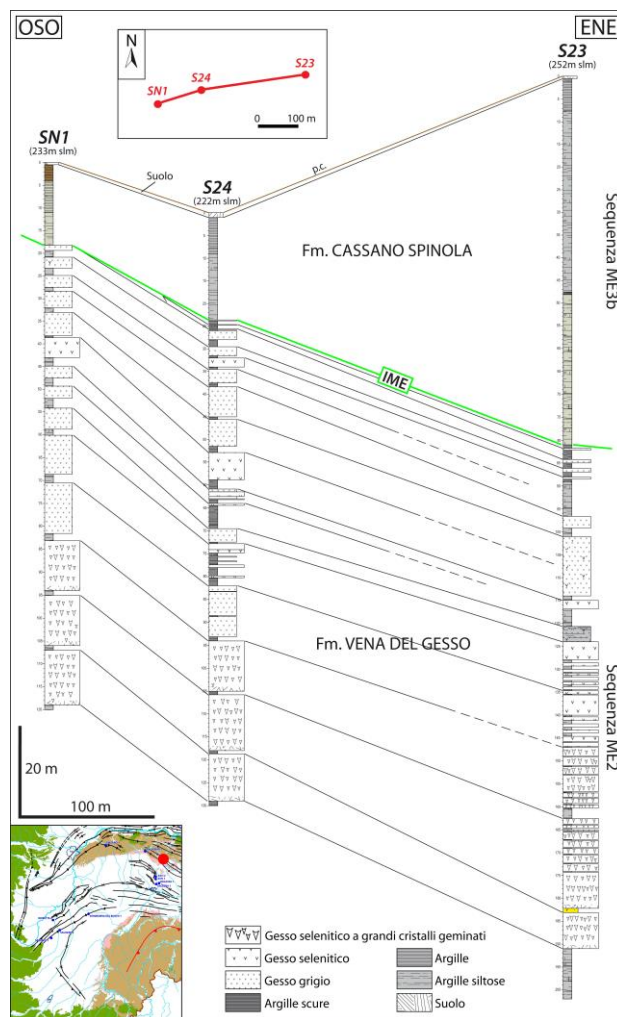 OSO
ENE
N
S23
S24
SN1
0 100 m
S23
(252m slm)
SN1
(233m slm)
Suolo
S24
(222m slm)
p.c.
Fm. CASSANO SPINOLA
Sequenza ME3b
IME
Fm. VENA DEL GESSO
Sequenza ME2
20 m
100 m
Gesso selenitico a grandi cristalli geminati
Gesso selenitico
Argille
Gesso grigio
Argille siltose
Argille scure
Suolo